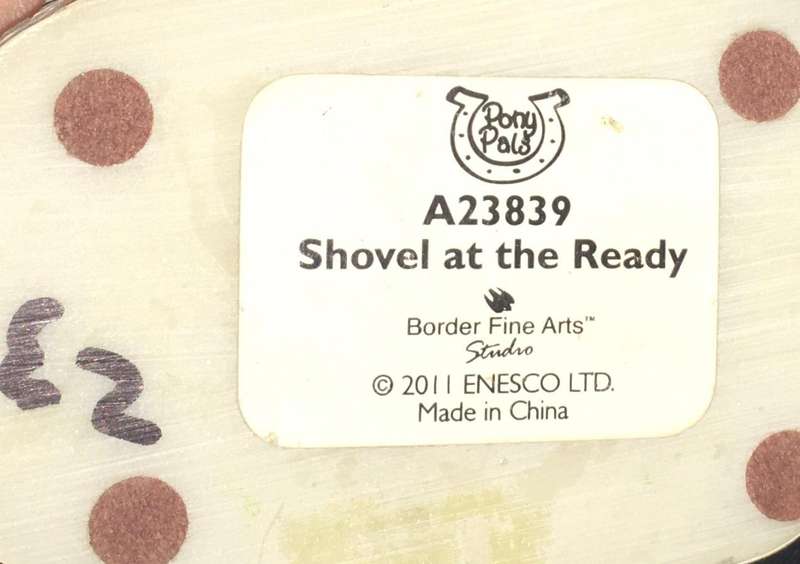 Pony
Pals
A23839
Shovel at the Ready
Border Fine Arts™
Studio
© 2011 ENESCO LTD.
Made in China